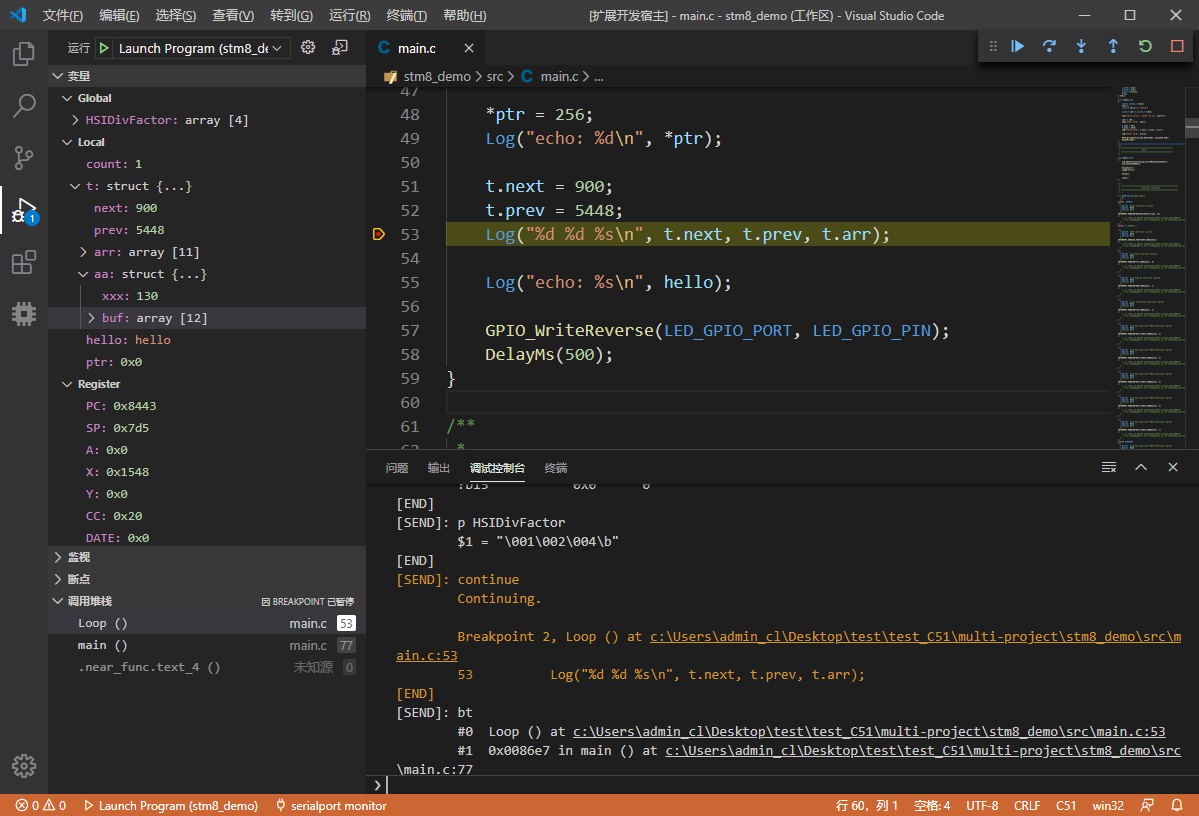 文件(F) 编辑(E) 选择(S) 查看(V) 转到(G) 运行(R) 终端(T) 帮助(H) [扩展开发宿主] - main.c - stm8_demo (工作区) - Visual Studio Code
运行 Launch Program (stm8_de
变量
Global
HSIDivFactor: array [4]
Local
count: 1
t: struct {...}
next: 900
prev: 5448
arr: array [11]
aa: struct {...}
xxx: 130
buf: array [12]
hello: hello
ptr: 0x0
Register
PC: 0x8443
SP: 0x7d5
A: 0x0
X: 0x1548
Y: 0x0
CC: 0x20
DATE: 0x0
监视
断点
调用堆栈 因 BREAKPOINT 已暂停
Loop () main.c 53
main () main.c 77
.near_func.text_4 () 未知源 0
1
main.c
stm8_demo > src > C main.c > ...
47
48 *ptr = 256;
49 Log("echo: %d\n", *ptr);
50
51 t.next = 900;
52 t.prev = 5448;
53 Log("%d %d %s\n", t.next, t.prev, t.arr);
54
55 Log("echo: %s\n", hello);
56
57 GPIO_WriteReverse(LED_GPIO_PORT, LED_GPIO_PIN);
58 DelayMs(500);
59 }
60
61 /**
62 *
问题 输出 调试控制台 终端
?b15 0x0 0
[END]
[SEND]: p HSIDivFactor
$1 = "\001\002\004\b"
[END]
[SEND]: continue
Continuing.
Breakpoint 2, Loop () at c:\Users\admin_cl\Desktop\test\test_C51\multi-project\stm8_demo\src\m
ain.c:53
53 Log("%d %d %s\n", t.next, t.prev, t.arr);
[END]
[SEND]: bt
#0 Loop () at c:\Users\admin_cl\Desktop\test\test_C51\multi-project\stm8_demo\src\main.c:53
#1 0x0086e7 in main () at c:\Users\admin_cl\Desktop\test\test_C51\multi-project\stm8_demo\src
\main.c:77
0 0 Launch Program (stm8_demo) serialport monitor 行 60，列 1 空格: 4 UTF-8 CRLF C51 win32